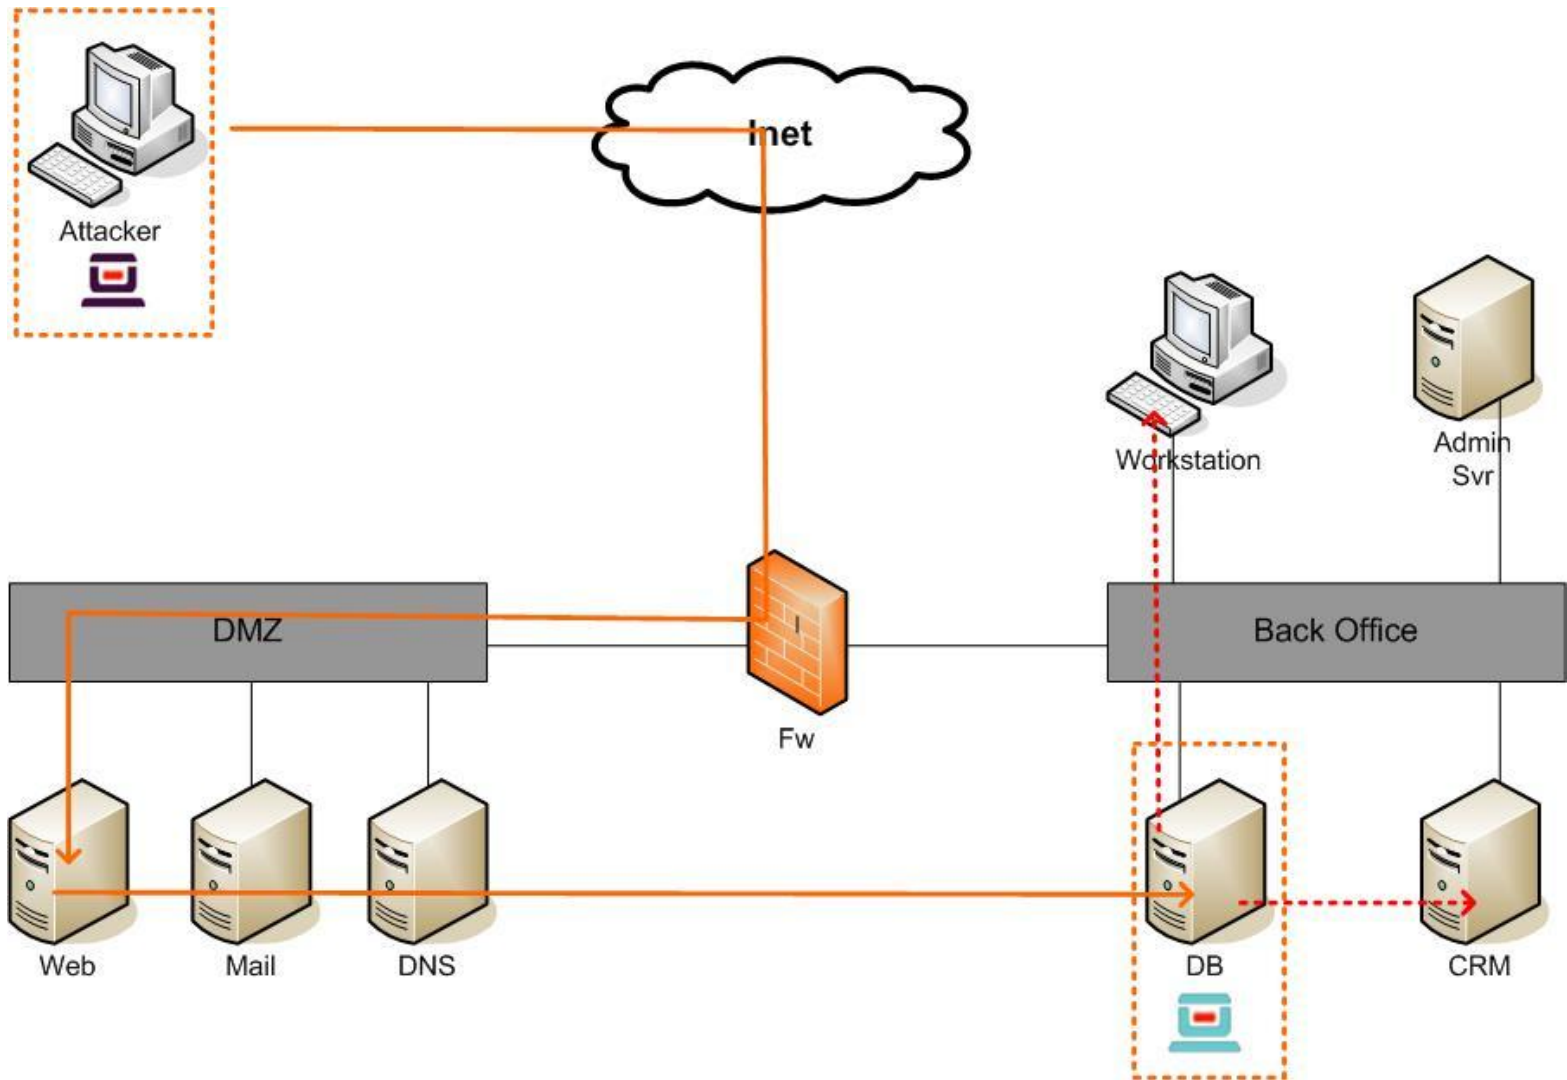 Inet
Attacker
Workstation
Admin
Svr
DMZ
Back Office
Fw
Web
Mail
DNS
DB
CRM